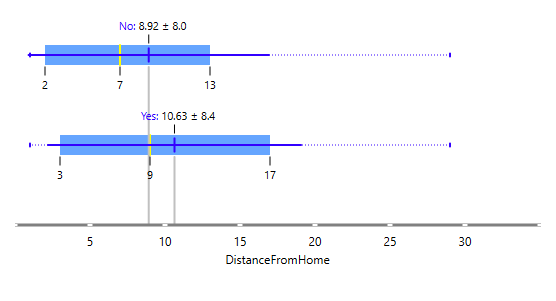 No: 8.92 ± 8.0
2 7 13
Yes: 10.63 ± 8.4
3 9 17
5 10 15 20 25 30
DistanceFromHome